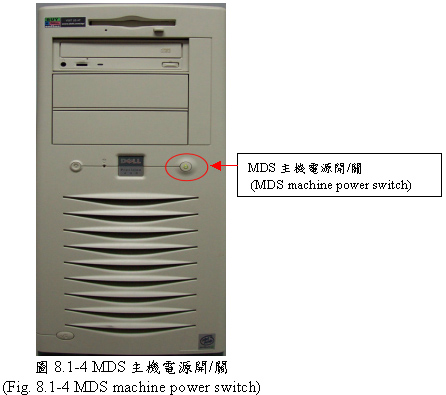 DELL
MDS 主機電源開/關
(MDS machine power switch)
圖 8.1-4 MDS 主機電源開/關
(Fig. 8.1-4 MDS machine power switch)